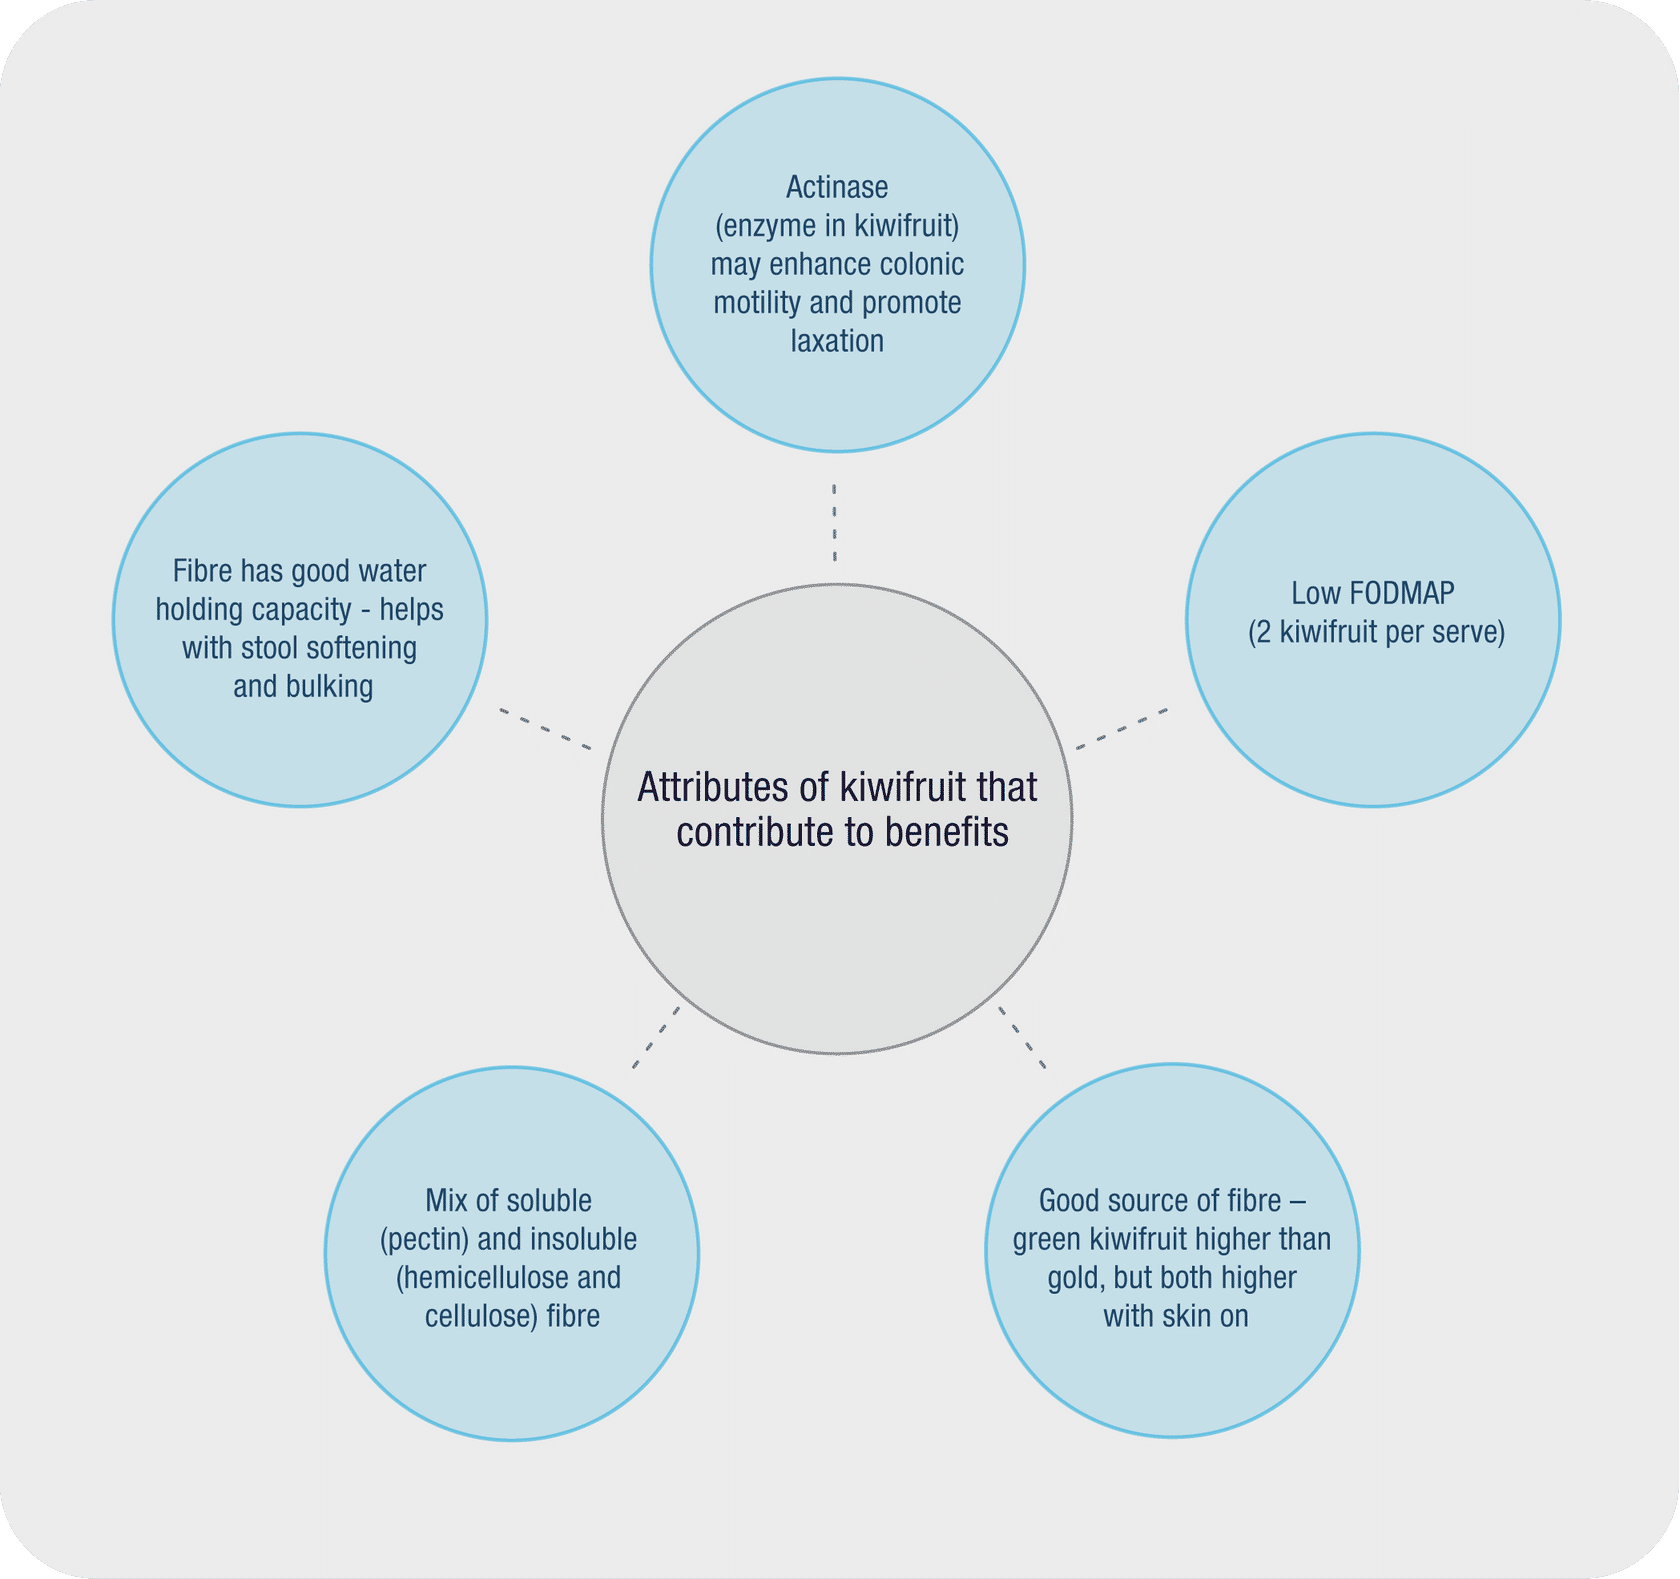 Actinase
(enzyme in kiwifruit)
may enhance colonic
motility and promote
laxation
Fibre has good water
holding capacity - helps
with stool softening
and bulking
Low FODMAP
(2 kiwifruit per serve)
Attributes of kiwifruit that
contribute to benefits
Mix of soluble
(pectin) and insoluble
(hemicellulose and
cellulose) fibre
Good source of fibre –
green kiwifruit higher than
gold, but both higher
with skin on